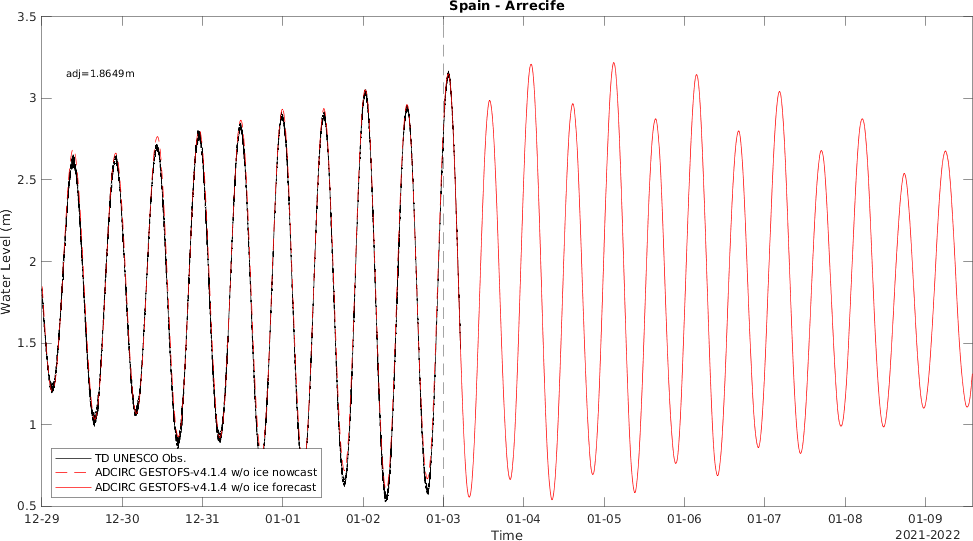 Spain - Arrecife
3.5
adj=1.8649m
3
2.5
Water Level (m)
2
1.5
1
TD UNESCO Obs.
ADCIRC GESTOFS-v4.1.4 w/o ice nowcast
ADCIRC GESTOFS-v4.1.4 w/o ice forecast
0.5
12-29 12-30 12-31 01-01 01-02 01-03 01-04 01-05 01-06 01-07 01-08 01-09
Time
2021-2022